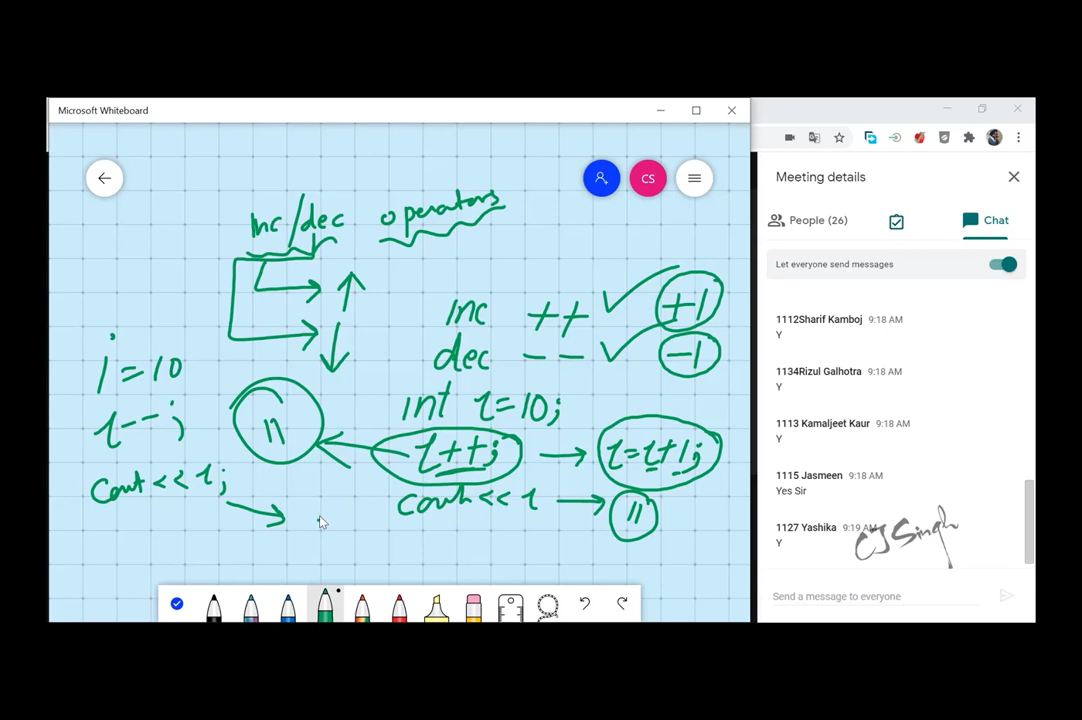 Microsoft Whiteboard
CS
Inc/dec operators
inc ++ +1
dec -- -1
int i=10;
i++; i=i+1;
cout << i 11
11
i=10
i--;
cout << i;
Meeting details
People (26)
Chat
Let everyone send messages
1112Sharif Kamboj 9:18 AM
Y
1134Rizul Galhotra 9:18 AM
Y
1113 Kamaljeet Kaur 9:18 AM
Y
1115 Jasmeen 9:18 AM
Yes Sir
1127 Yashika 9:19 AM
Y
CJSingh
Send a message to everyone